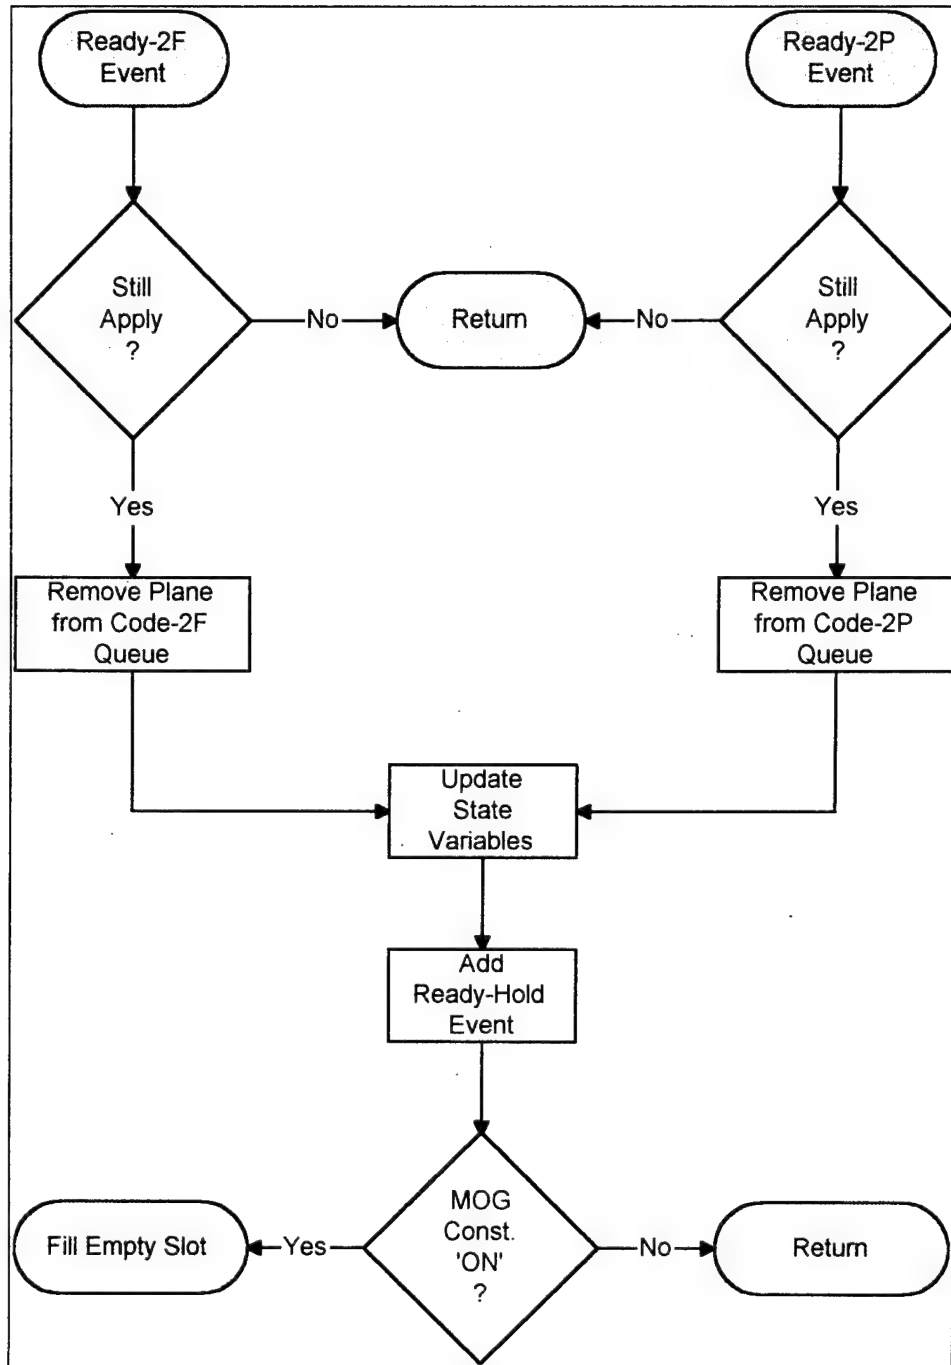 Ready-2F
Event
Ready-2P
Event
Still
Apply
?
No
Return
No
Still
Apply
?
Yes
Yes
Remove Plane
from Code-2F
Queue
Remove Plane
from Code-2P
Queue
Update
State
Variables
Add
Ready-Hold
Event
MOG
Const.
'ON'
?
Fill Empty Slot
Yes
No
Return